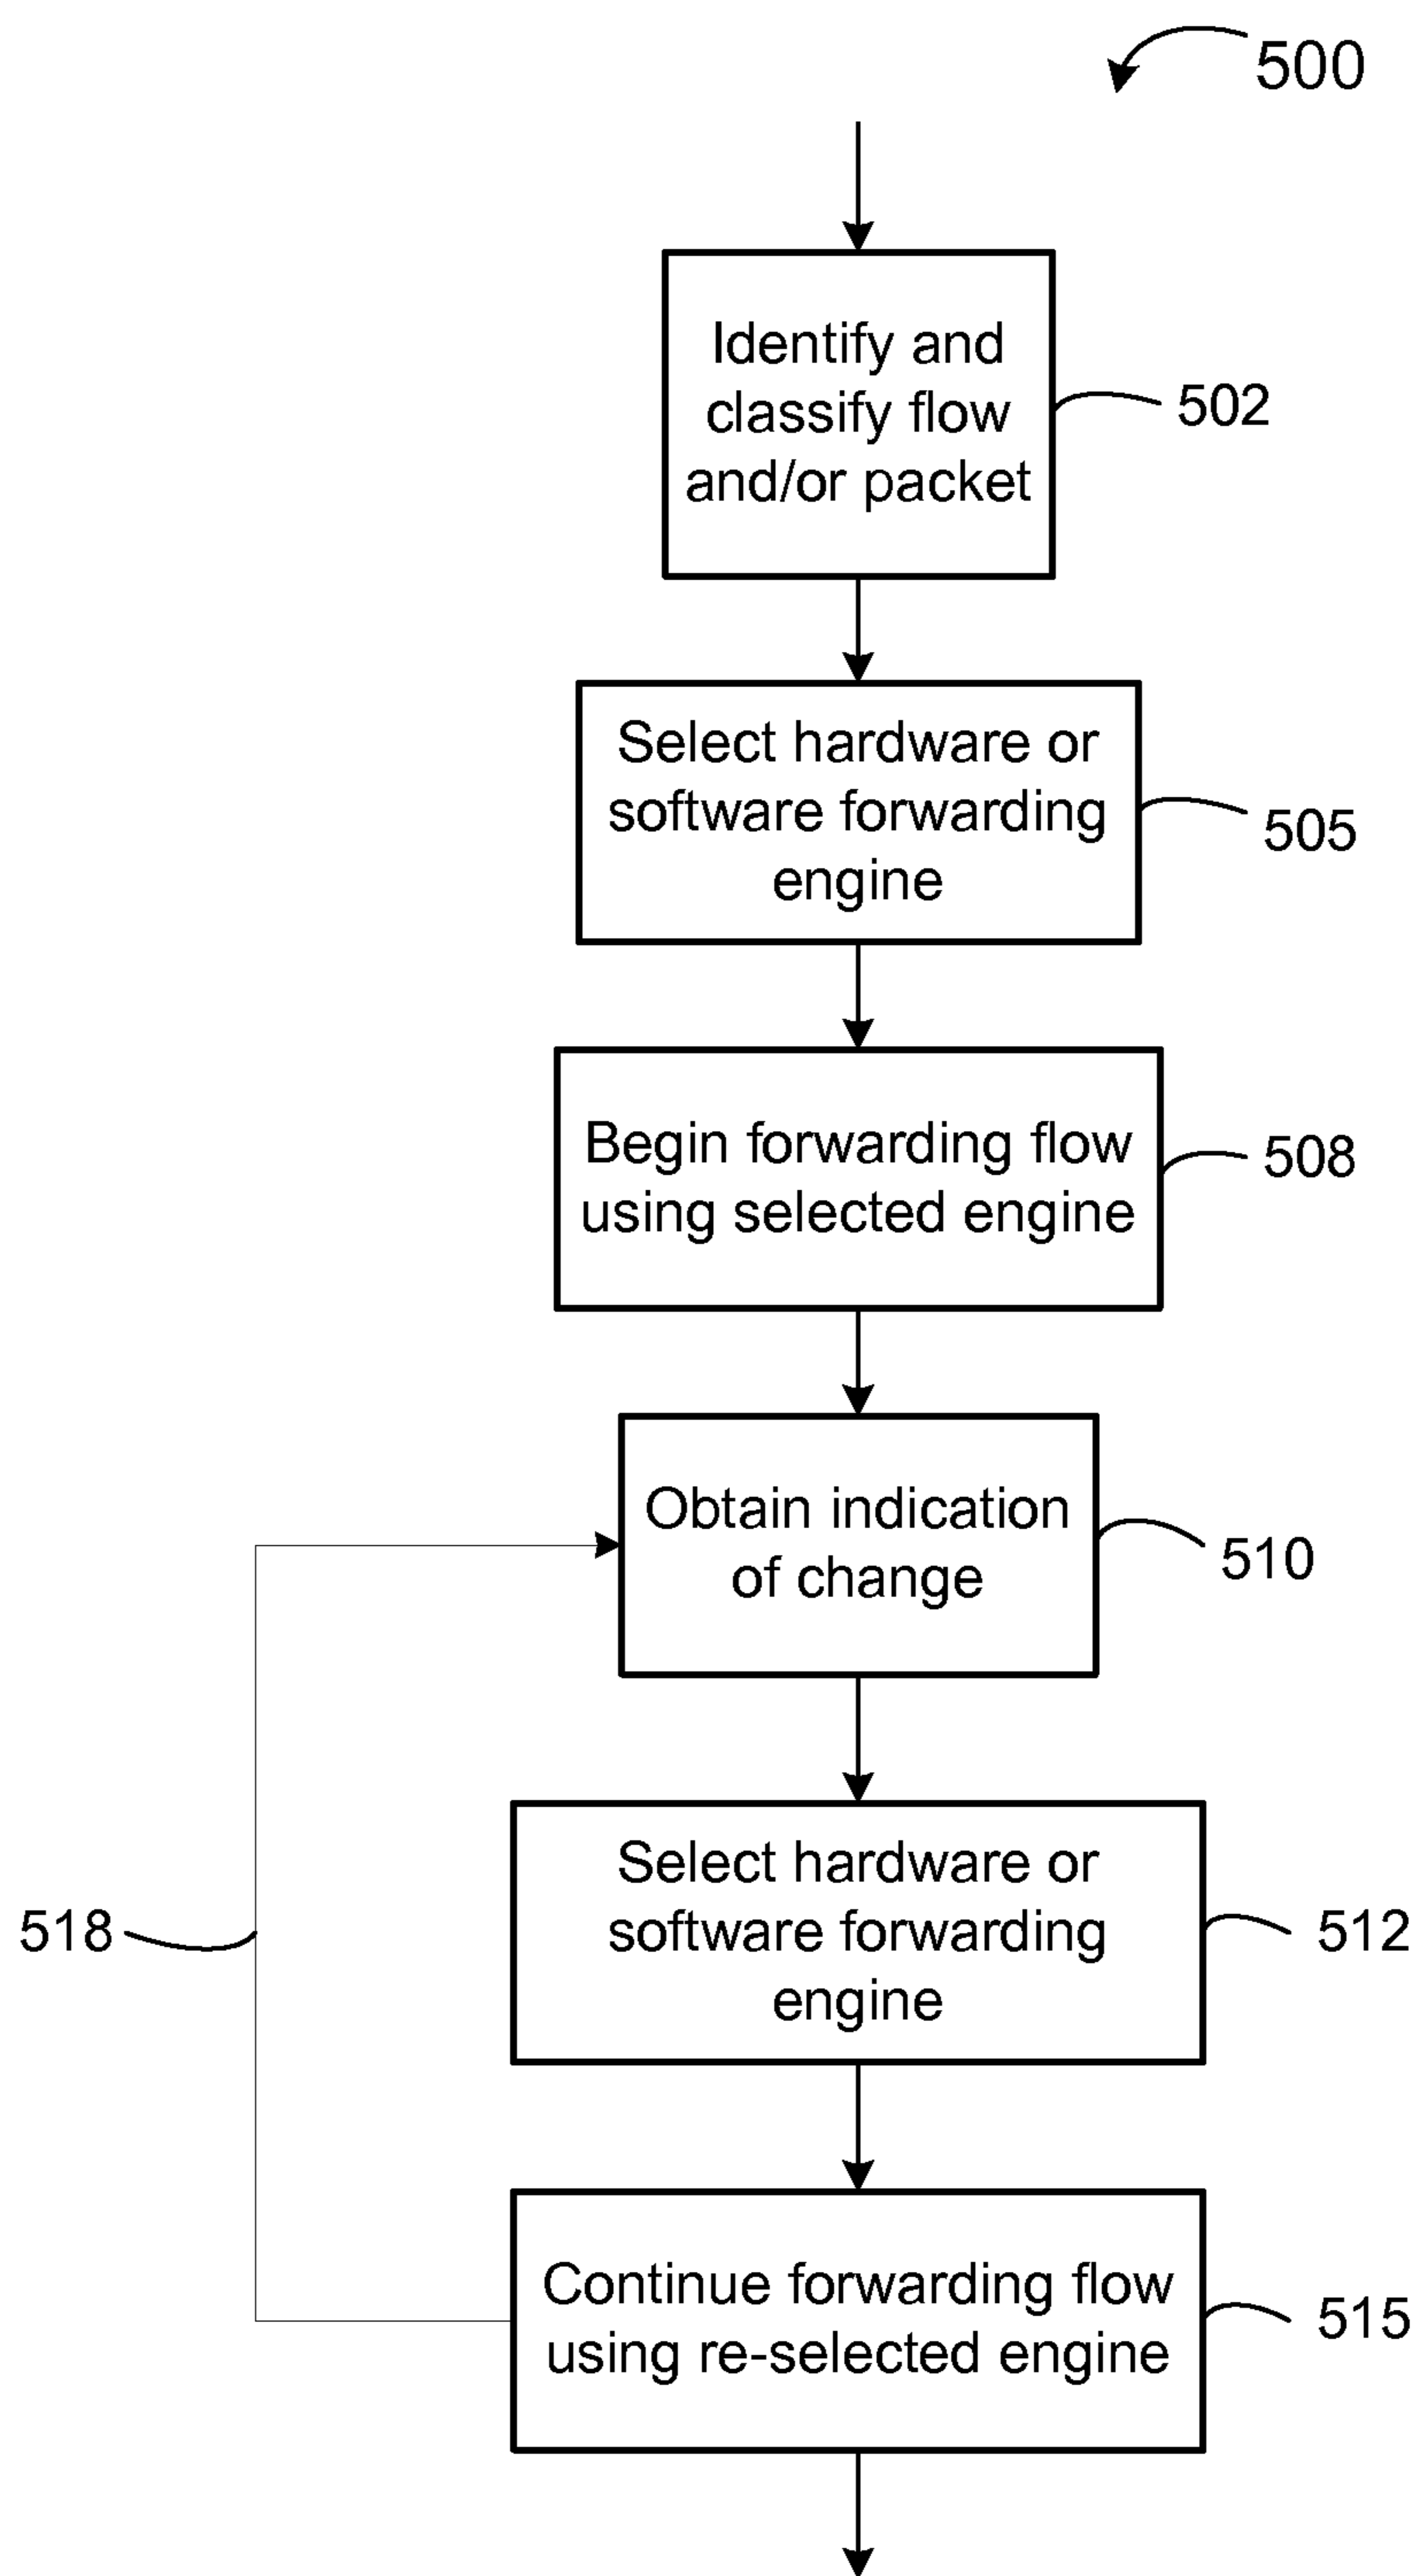 500
Identify and
classify flow
and/or packet
502
Select hardware or
software forwarding
engine
505
Begin forwarding flow
using selected engine
508
Obtain indication
of change
510
Select hardware or
software forwarding
engine
512
518
Continue forwarding flow
using re-selected engine
515